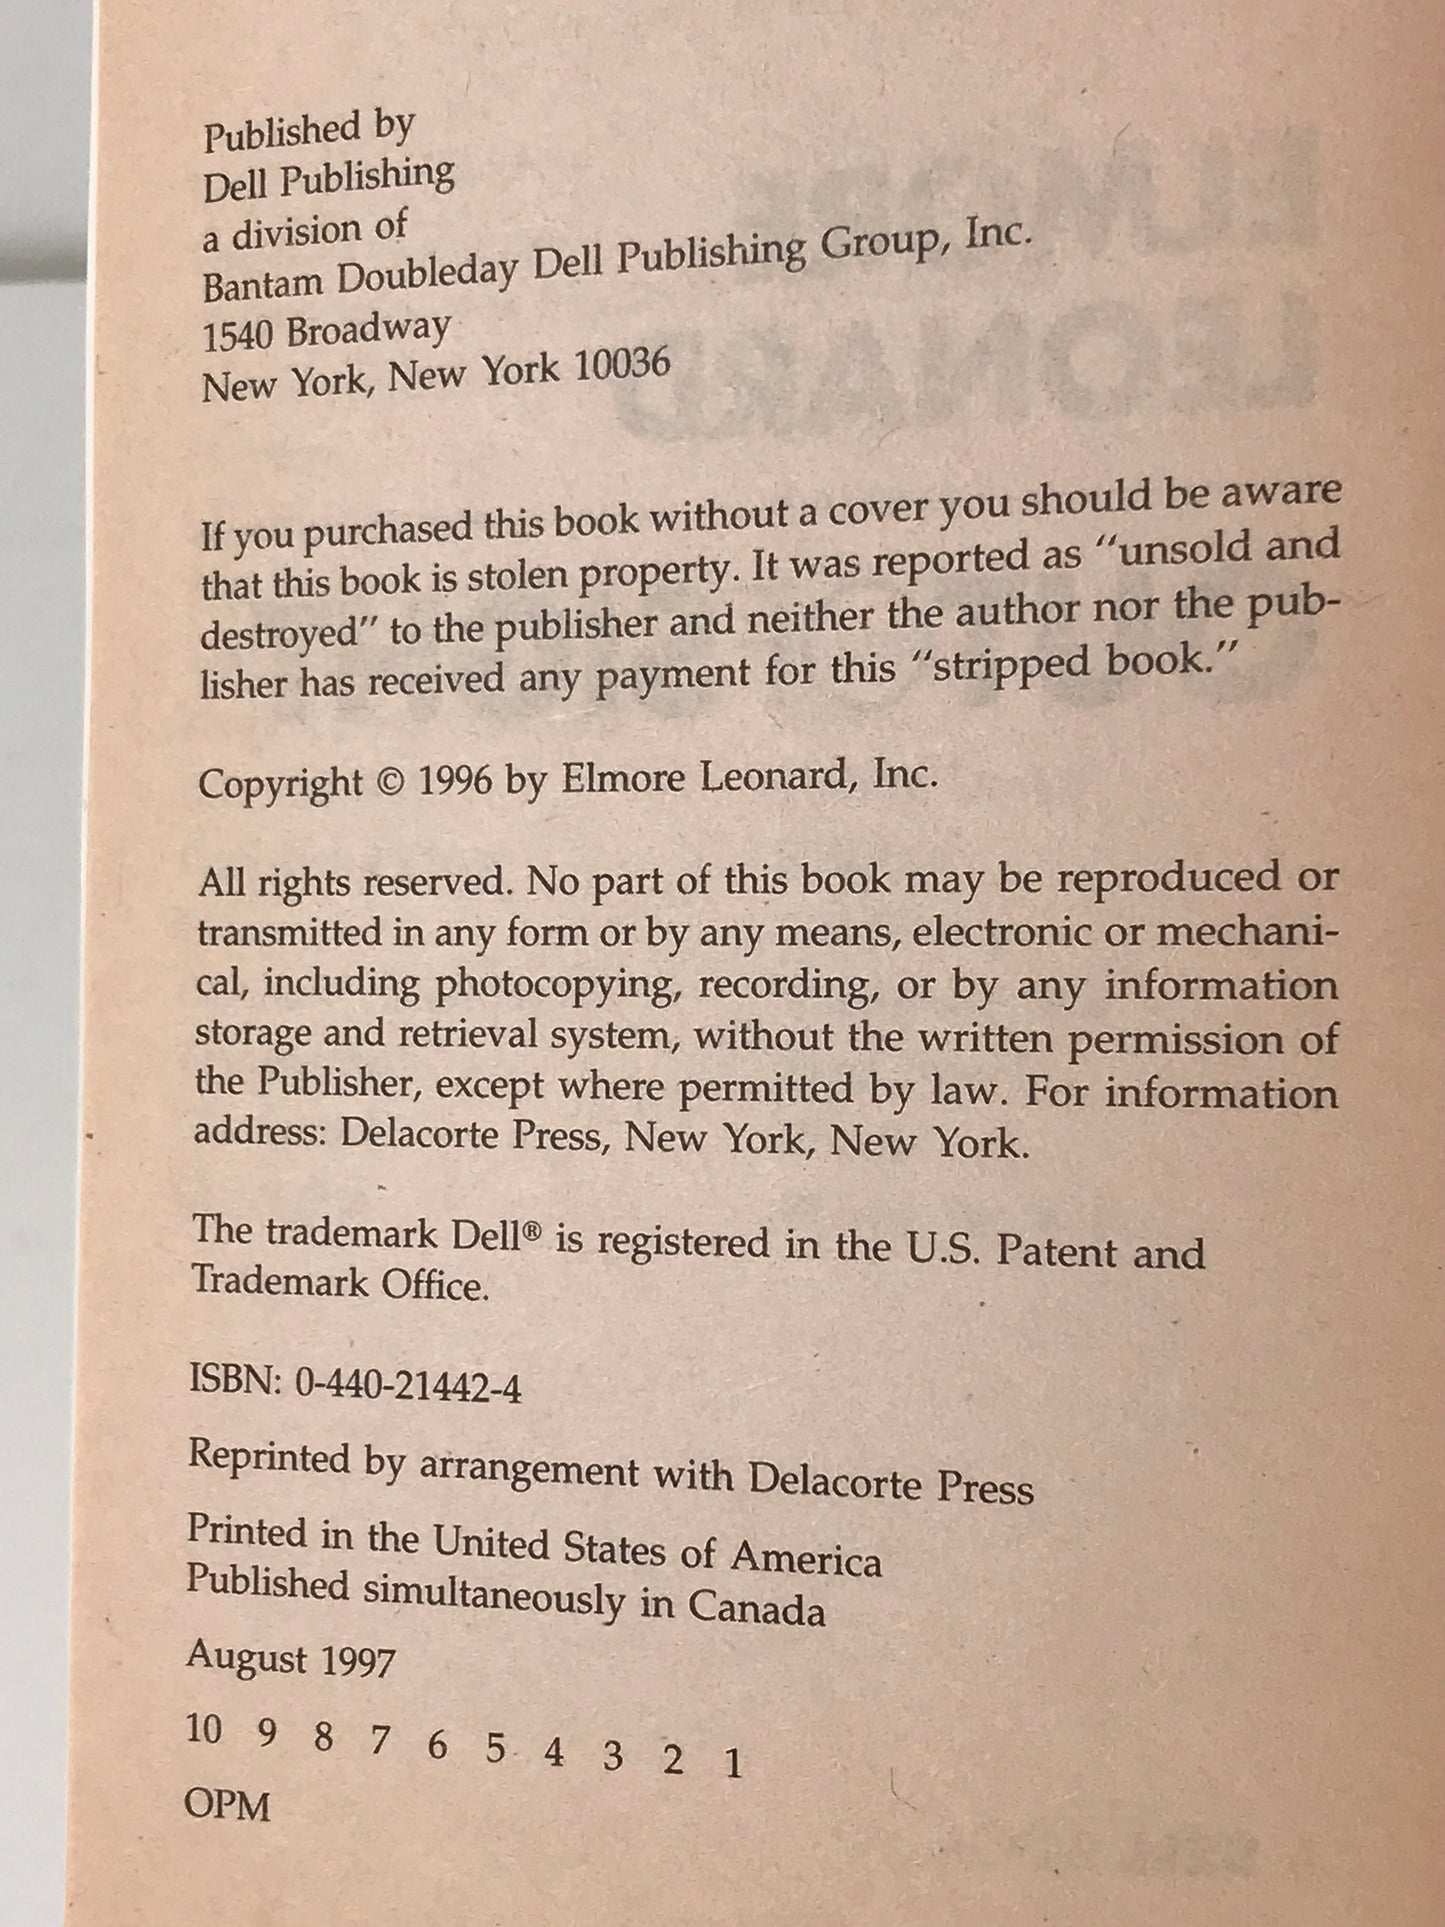 Published by
Dell Publishing
a division of
Bantam Doubleday Dell Publishing Group, Inc.
1540 Broadway
New York, New York 10036
If you purchased this book without a cover you should be aware
that this book is stolen property. It was reported as "unsold and
destroyed" to the publisher and neither the author nor the pub-
lisher has received any payment for this "stripped book."
Copyright © 1996 by Elmore Leonard, Inc.
All rights reserved. No part of this book may be reproduced or
transmitted in any form or by any means, electronic or mechani-
cal, including photocopying, recording, or by any information
storage and retrieval system, without the written permission of
the Publisher, except where permitted by law. For information
address: Delacorte Press, New York, New York.
The trademark Dell® is registered in the U.S. Patent and
Trademark Office.
ISBN: 0-440-21442-4
Reprinted by arrangement with Delacorte Press
Printed in the United States of America
Published simultaneously in Canada
August 1997
10 9 8 7 6 5 4 3 2 1
OPM